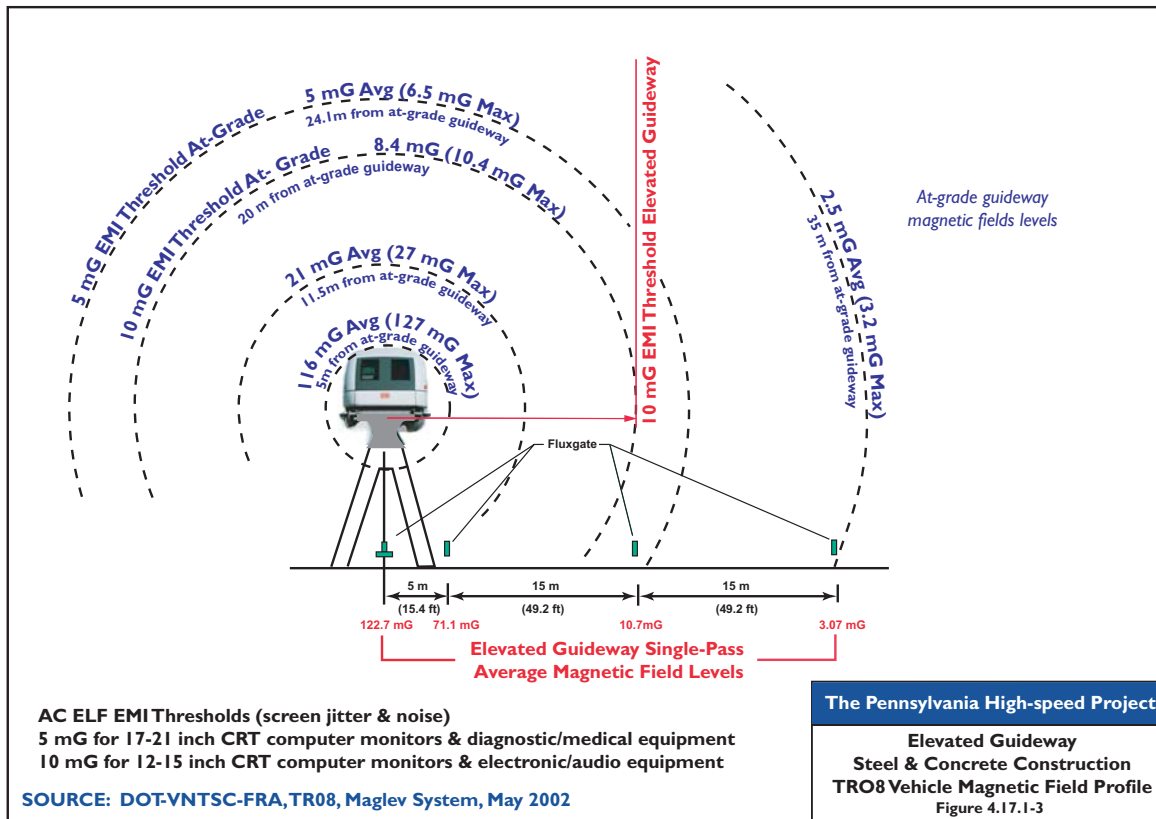 5 mG Avg (6.5 mG Max)
24.1m from at-grade guideway
5 mG EMI Threshold At-Grade
8.4 mG (10.4 mG Max)
20 m from at-grade guideway
10 mG EMI Threshold At- Grade
21 mG Avg (27 mG Max)
11.5m from at-grade guideway
116 mG Avg (127 mG Max)
5m from at-grade guideway
10 mG EMI Threshold Elevated Guideway
2.5 mG Avg (3.2 mG Max)
35 m from at-grade guideway
At-grade guideway
magnetic fields levels
Fluxgate
5 m
(15.4 ft)
15 m
(49.2 ft)
15 m
(49.2 ft)
122.7 mG
71.1 mG
10.7mG
3.07 mG
Elevated Guideway Single-Pass
Average Magnetic Field Levels
AC ELF EMI Thresholds (screen jitter & noise)
5 mG for 17-21 inch CRT computer monitors & diagnostic/medical equipment
10 mG for 12-15 inch CRT computer monitors & electronic/audio equipment
SOURCE: DOT-VNTSC-FRA, TR08, Maglev System, May 2002
The Pennsylvania High-speed Project
Elevated Guideway
Steel & Concrete Construction
TRO8 Vehicle Magnetic Field Profile
Figure 4.17.1-3